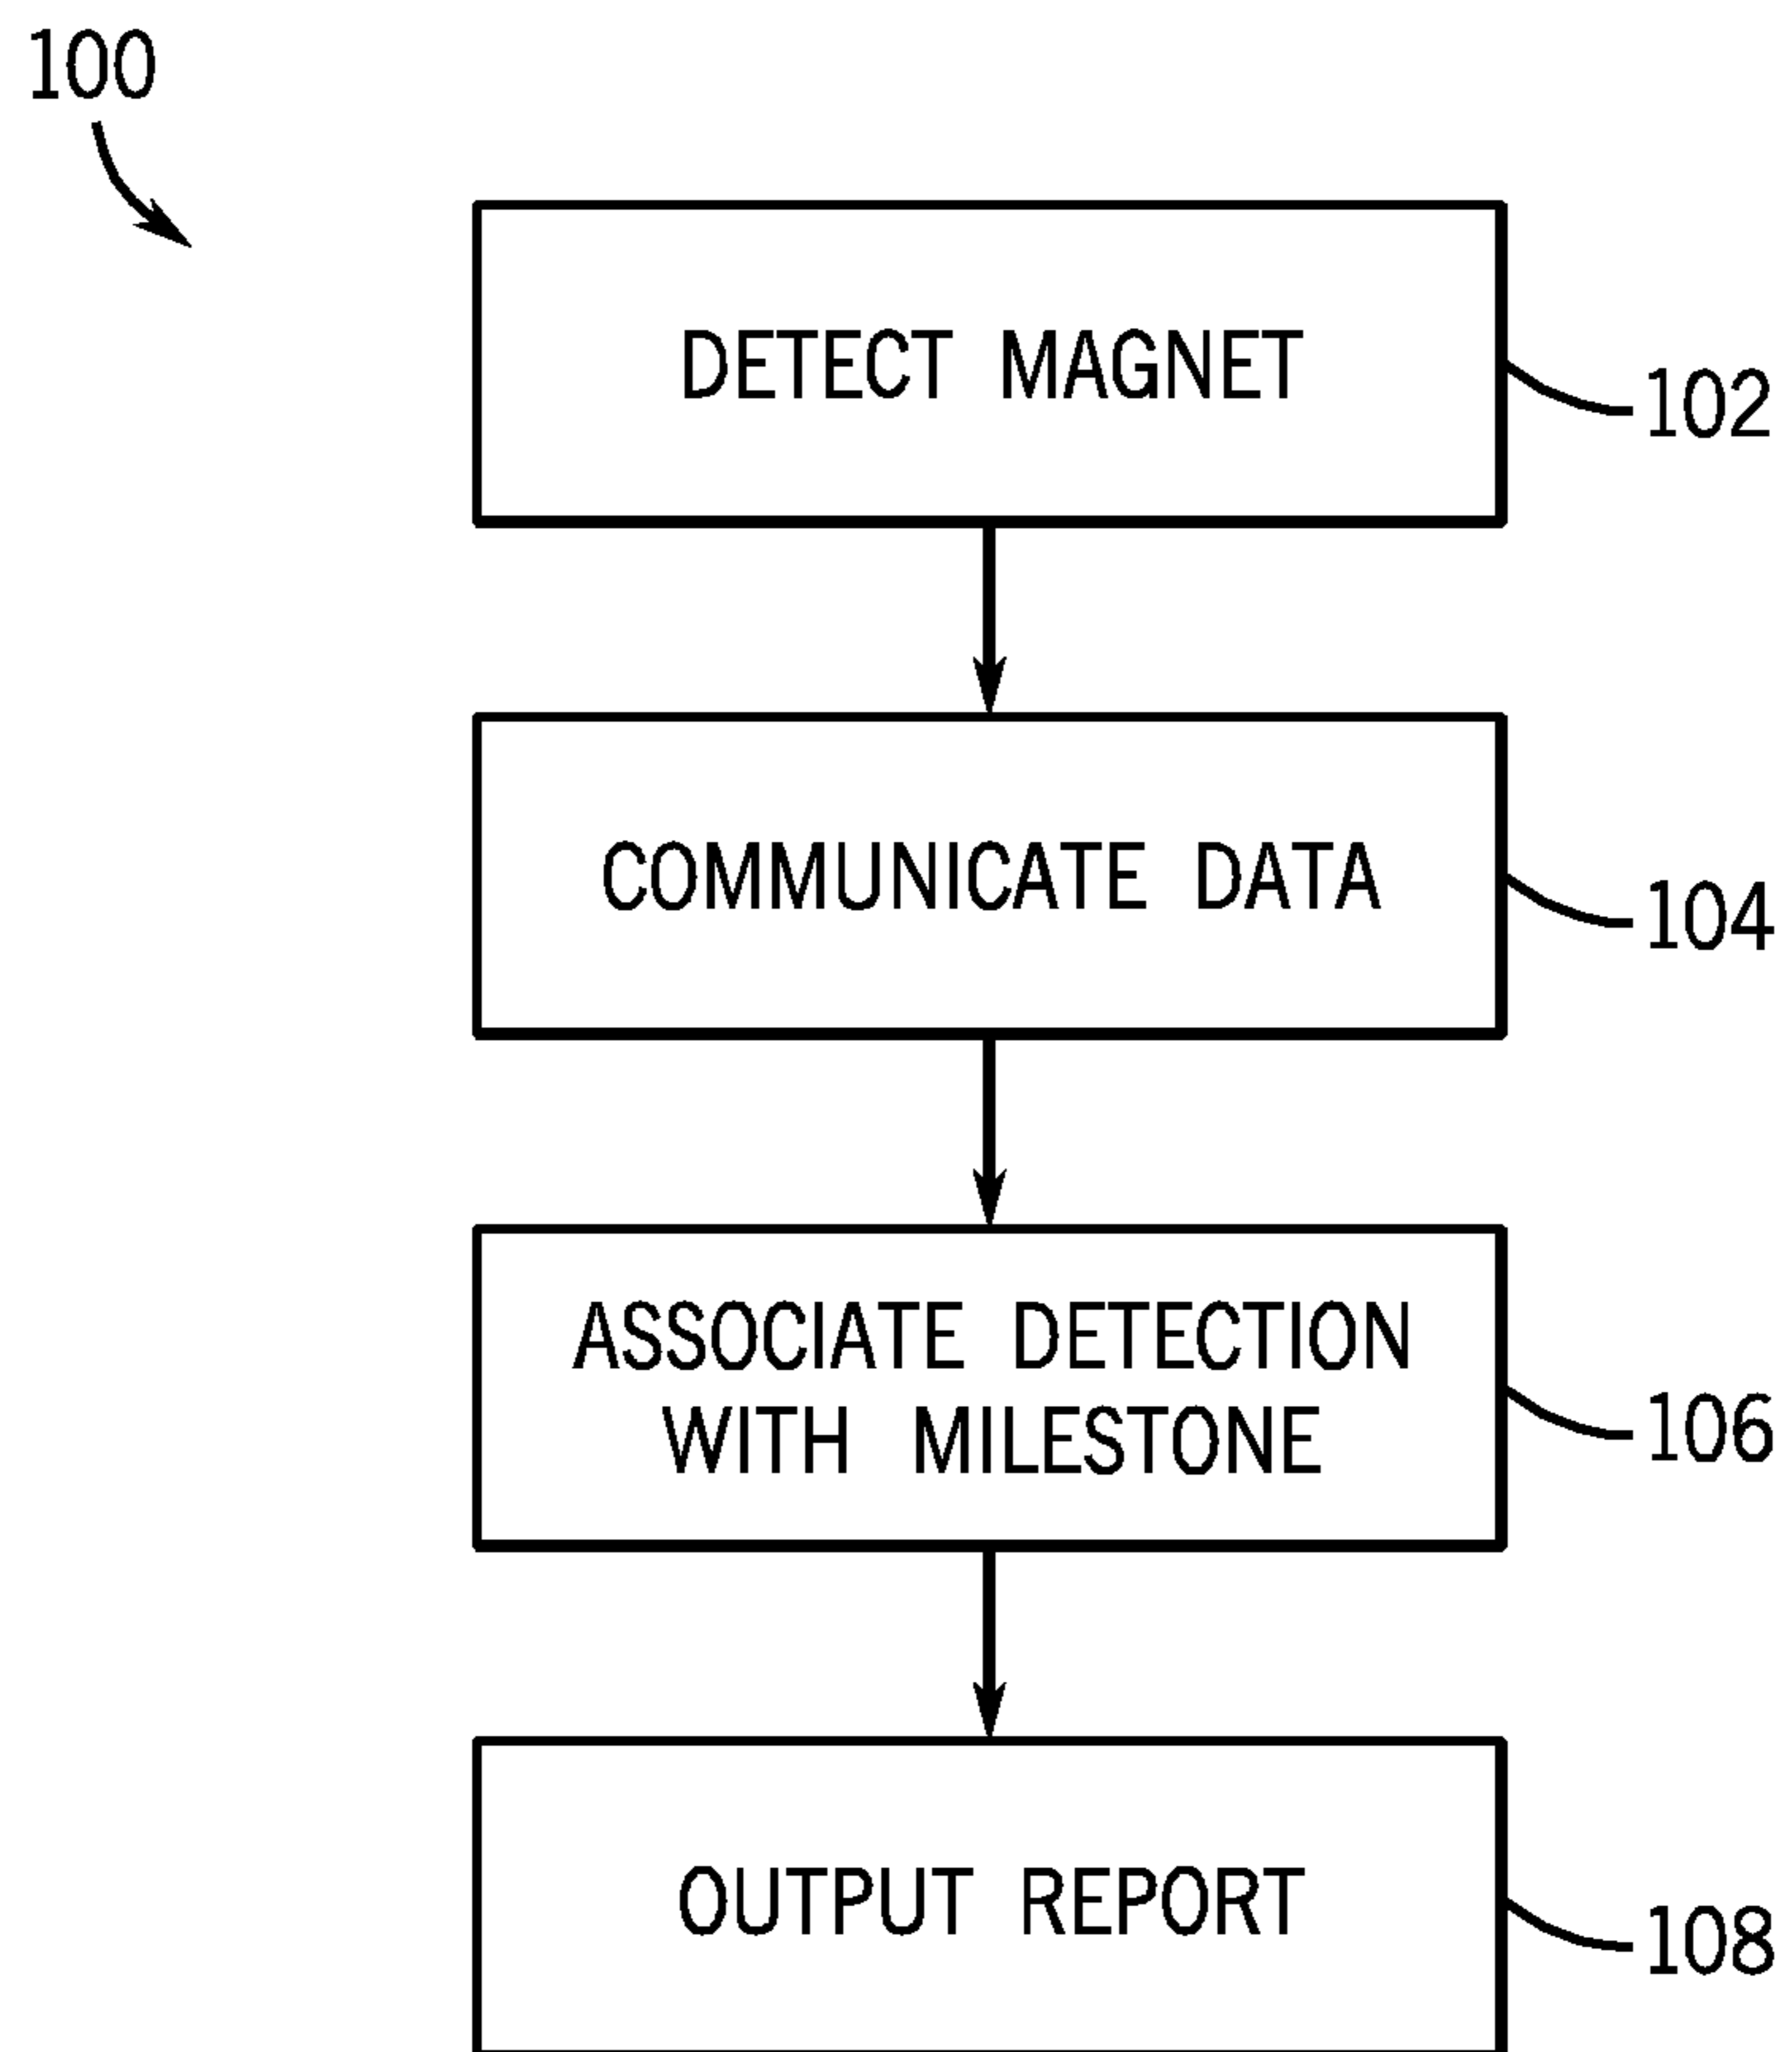 100
DETECT MAGNET
102
COMMUNICATE DATA
104
ASSOCIATE DETECTION
WITH MILESTONE
106
OUTPUT REPORT
108